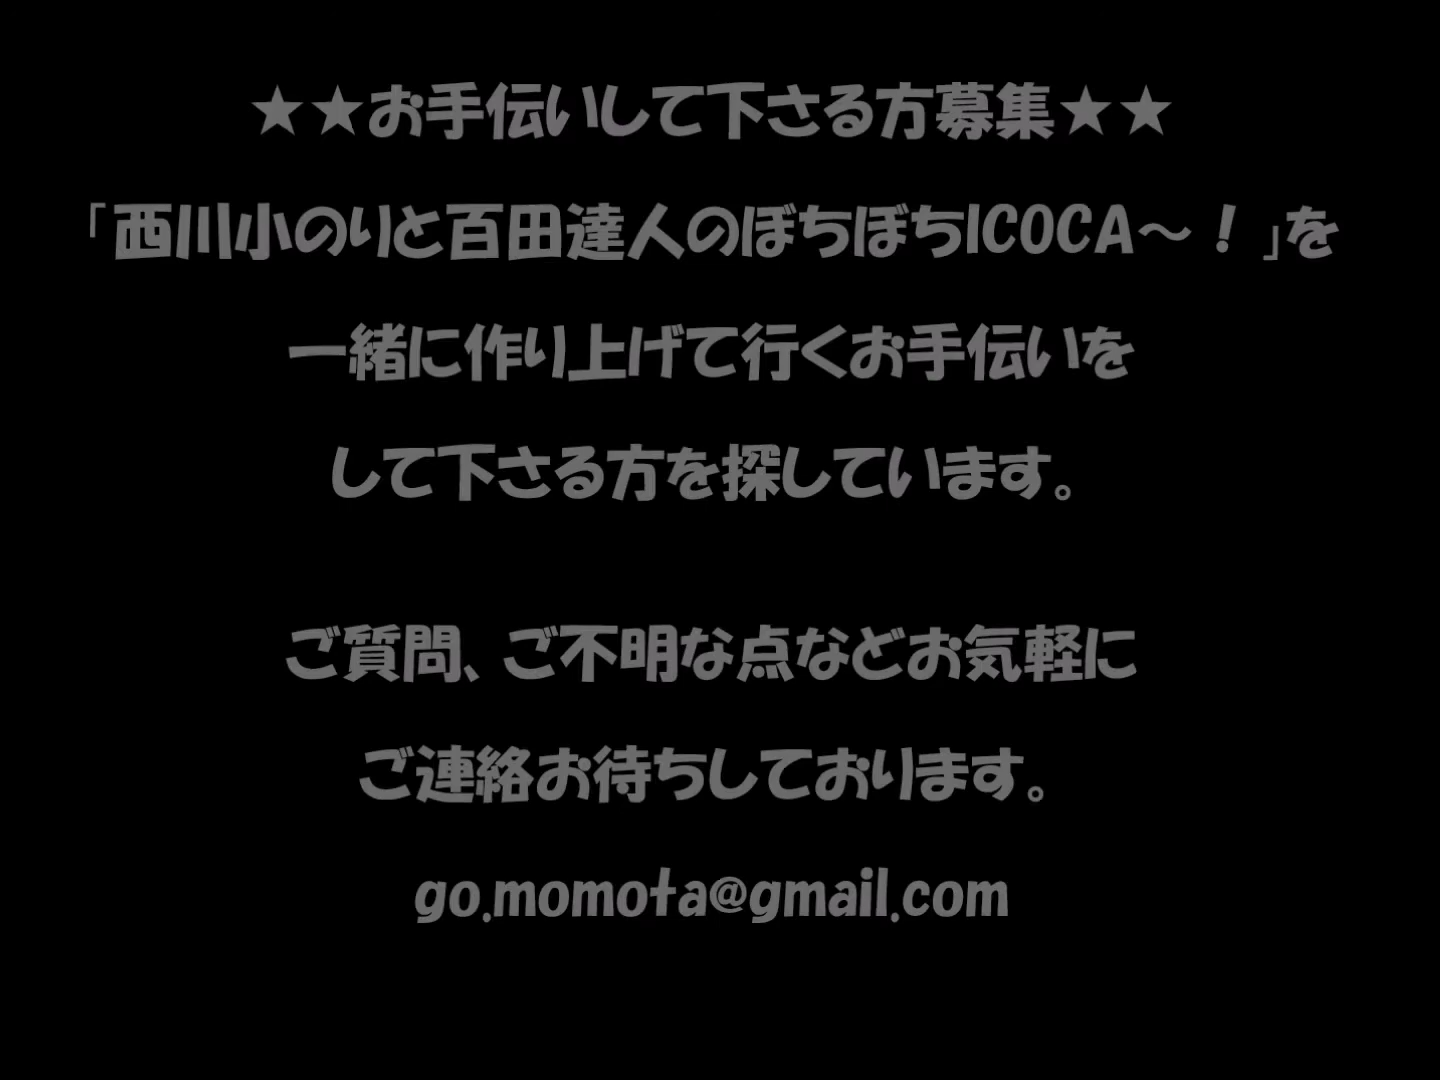 ★★お手伝いして下さる方募集★★
「西川小のりと百田達人のぼちぼちICOCA～！」を
一緒に作り上げて行くお手伝いを
して下さる方を探しています。
ご質問、ご不明な点などお気軽に
ご連絡お待ちしております。
go.momota@gmail.com